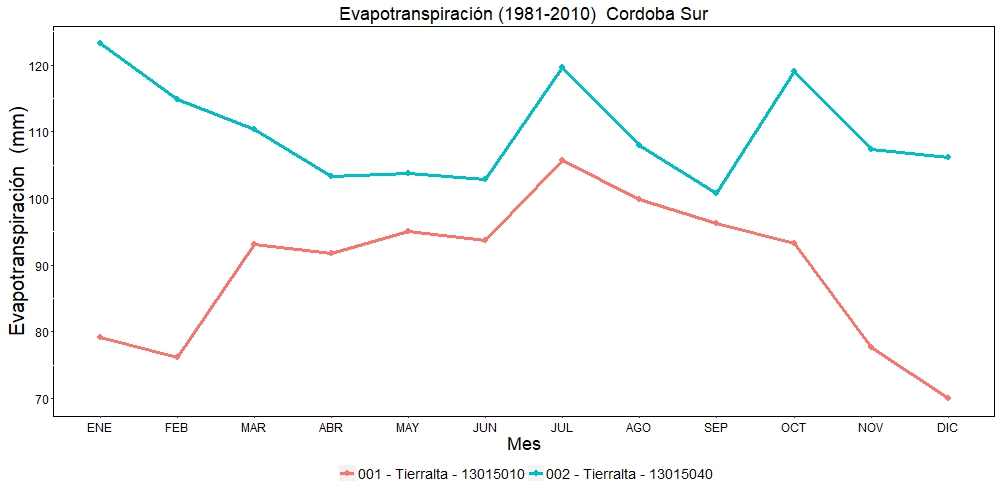 Evapotranspiración (1981-2010)  Cordoba Sur
Evapotranspiración  (mm)
120
110
100
90
80
70
ENE FEB MAR ABR MAY JUN JUL AGO SEP OCT NOV DIC
Mes
001 - Tierralta - 13015010 002 - Tierralta - 13015040